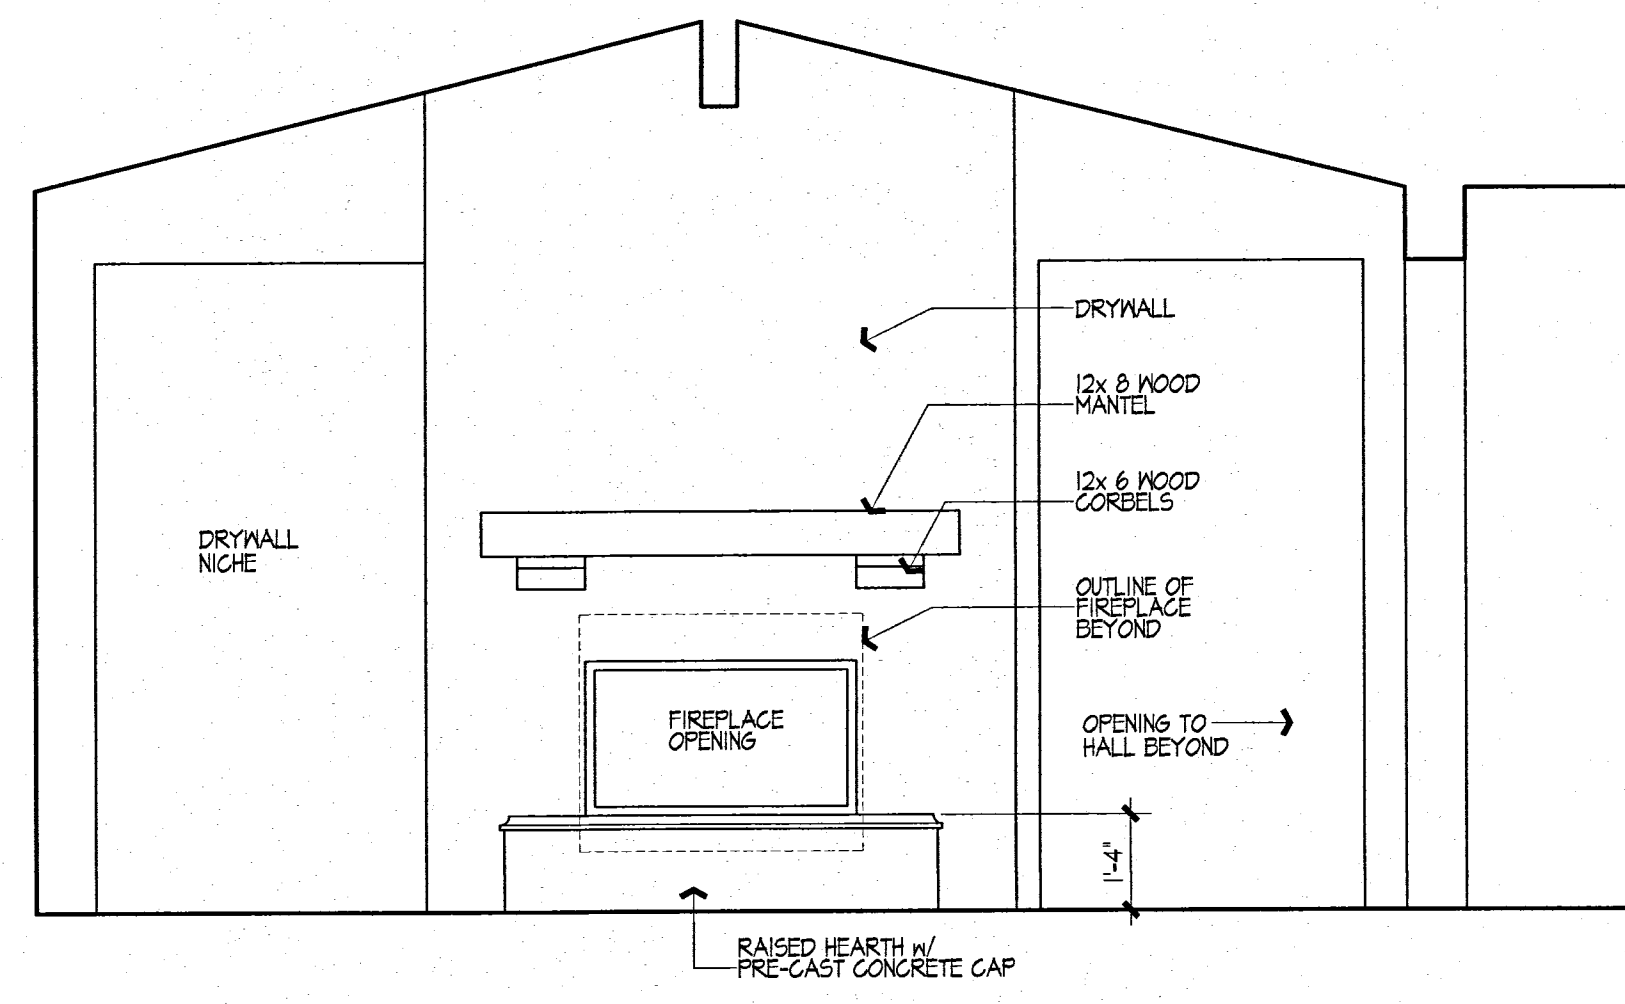 DRYWALL
12x 8 WOOD
MANTEL
12x 6 WOOD
CORBELS
DRYWALL
NICHE
OUTLINE OF
FIREPLACE
BEYOND
FIREPLACE
OPENING
OPENING TO
HALL BEYOND
1'-4"
RAISED HEARTH w/
PRE-CAST CONCRETE CAP